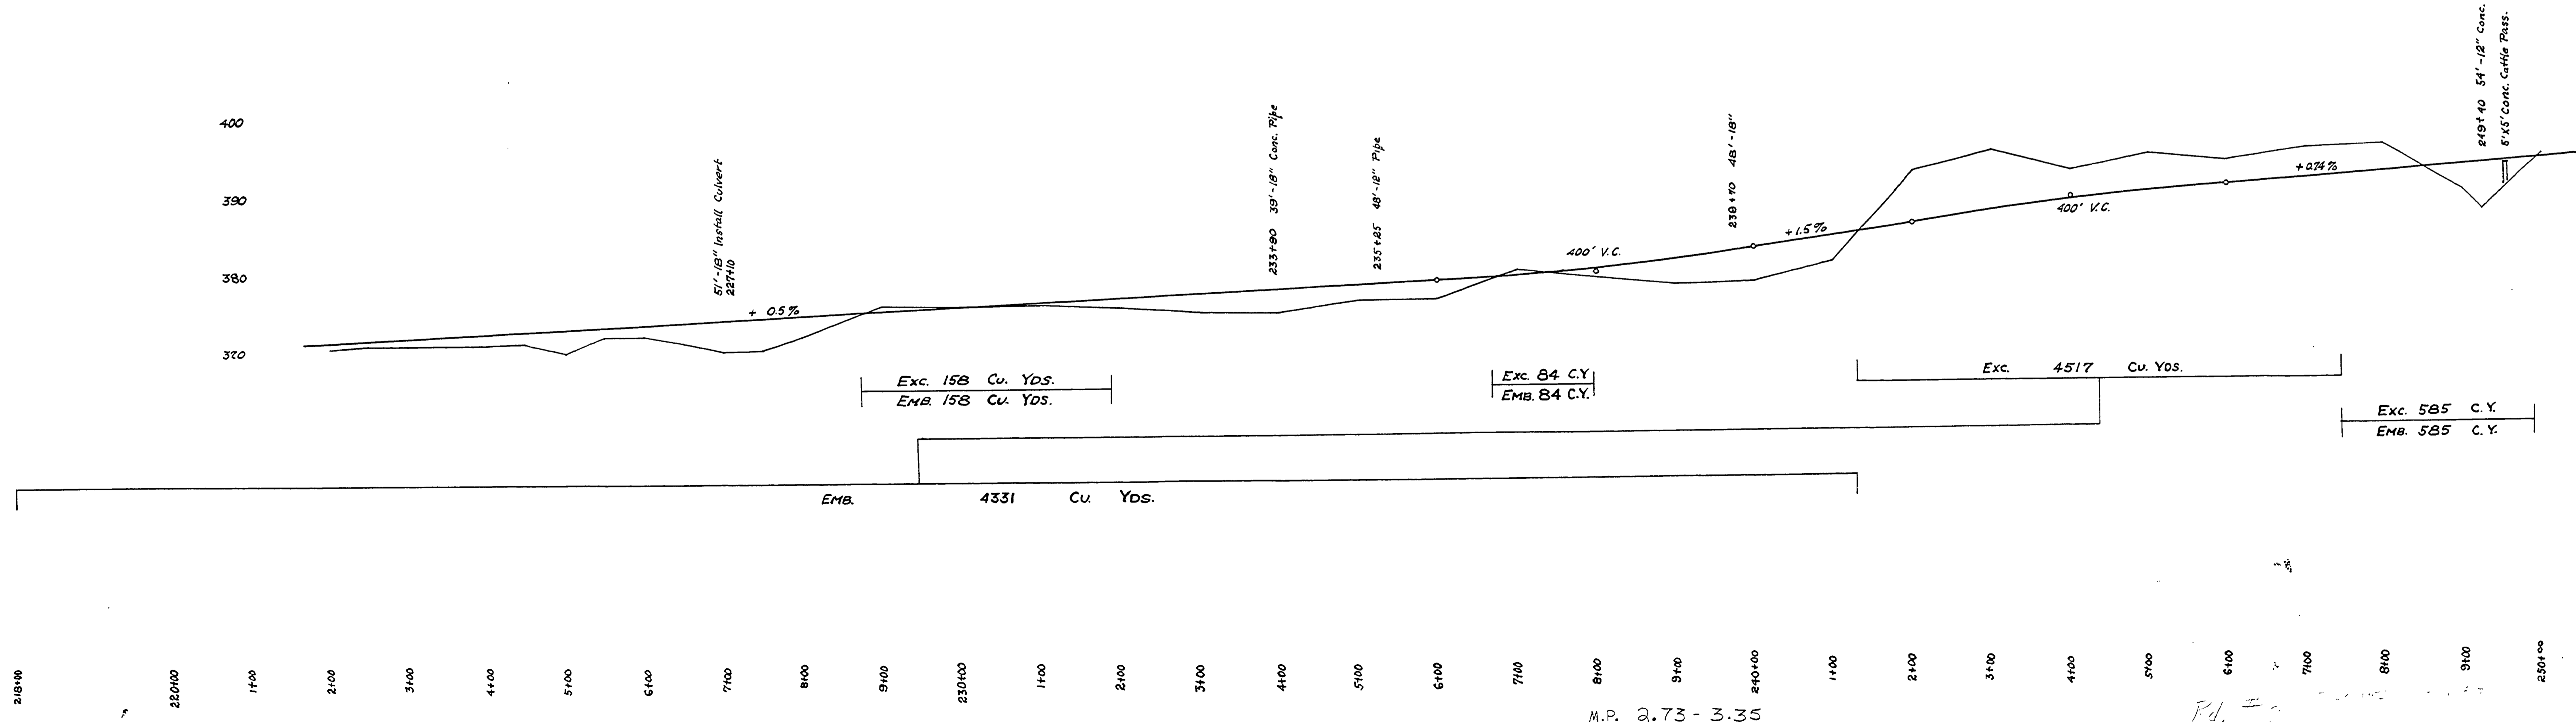 400
390
380
370
51'-18" Install Culvert
227+10
+ 0.5%
233+90 39'-18" Conc. Pipe
235+25 48'-12" Pipe
400' V.C.
239+70 48'-18"
+1.5%
400' V.C.
+0.74%
249+40 54'-12" Conc.
5'x5' Conc. Cattle Pass.
Exc. 158 Cu. Yds.
Emb. 158 Cu. Yds.
Exc. 84 C.Y.
Emb. 84 C.Y.
Exc. 4517 Cu. Yds.
Exc. 585 C.Y.
Emb. 585 C.Y.
Emb. 4331 Cu. Yds.
218+00 220+00 1+00 2+00 3+00 4+00 5+00 6+00 7+00 8+00 9+00 230+00 1+00 2+00 3+00 4+00 5+00 6+00 7+00 8+00 9+00 240+00 1+00 2+00 3+00 4+00 5+00 6+00 7+00 8+00 9+00 250+00
M.P. 2.73 - 3.35
Rd.